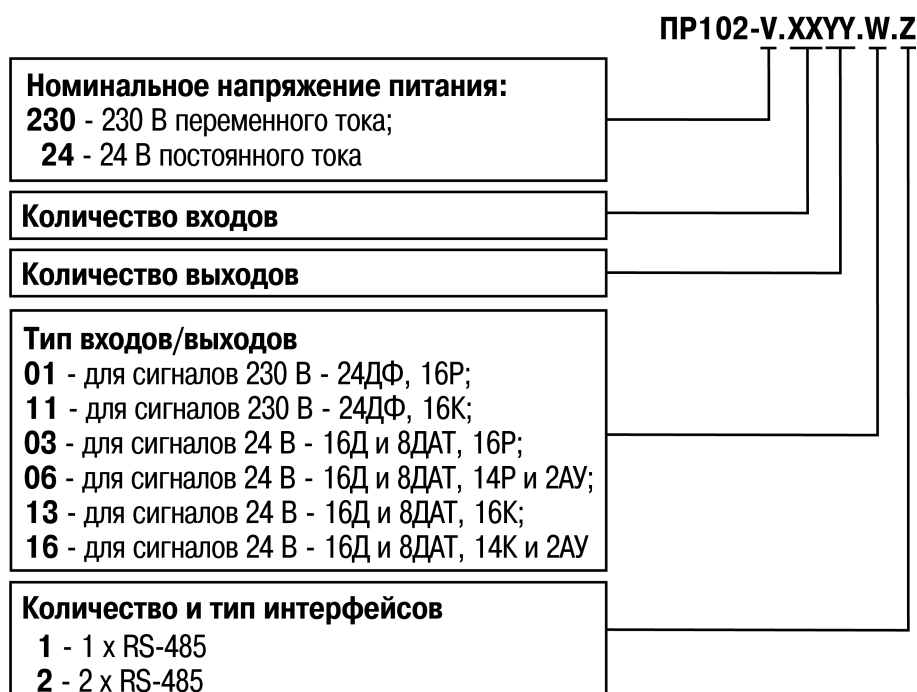 ПР102-V.XXYY.W.Z
Номинальное напряжение питания:
230 - 230 В переменного тока;
24 - 24 В постоянного тока
Количество входов
Количество выходов
Тип входов/выходов
01 - для сигналов 230 В - 24ДФ, 16Р;
11 - для сигналов 230 В - 24ДФ, 16К;
03 - для сигналов 24 В - 16Д и 8ДАТ, 16Р;
06 - для сигналов 24 В - 16Д и 8ДАТ, 14Р и 2АУ;
13 - для сигналов 24 В - 16Д и 8ДАТ, 16К;
16 - для сигналов 24 В - 16Д и 8ДАТ, 14К и 2АУ
Количество и тип интерфейсов
1 - 1 x RS-485
2 - 2 x RS-485